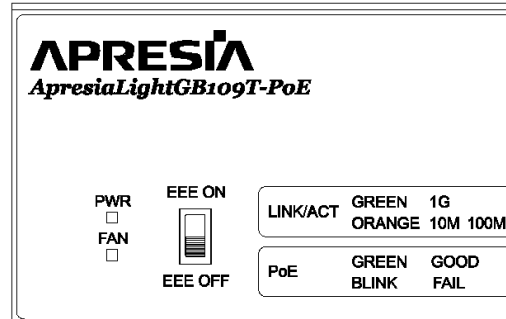 APRESIA
ApresiaLightGB109T-PoE
PWR
FAN
EEE ON
EEE OFF
LINK/ACT GREEN 1G
ORANGE 10M 100M
PoE GREEN GOOD
BLINK FAIL